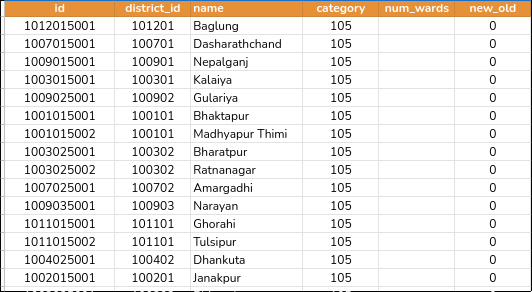 id district_id name category num_wards new_old
1012015001 101201 Baglung 105 0
1007015001 100701 Dasharathchand 105 0
1009015001 100901 Nepalganj 105 0
1003015001 100301 Kalaiya 105 0
1009025001 100902 Gulariya 105 0
1001015001 100101 Bhaktapur 105 0
1001015002 100101 Madhyapur Thimi 105 0
1003025001 100302 Bharatpur 105 0
1003025002 100302 Ratnanagar 105 0
1007025001 100702 Amargadhi 105 0
1009035001 100903 Narayan 105 0
1011015001 101101 Ghorahi 105 0
1011015002 101101 Tulsipur 105 0
1004025001 100402 Dhankuta 105 0
1002015001 100201 Janakpur 105 0